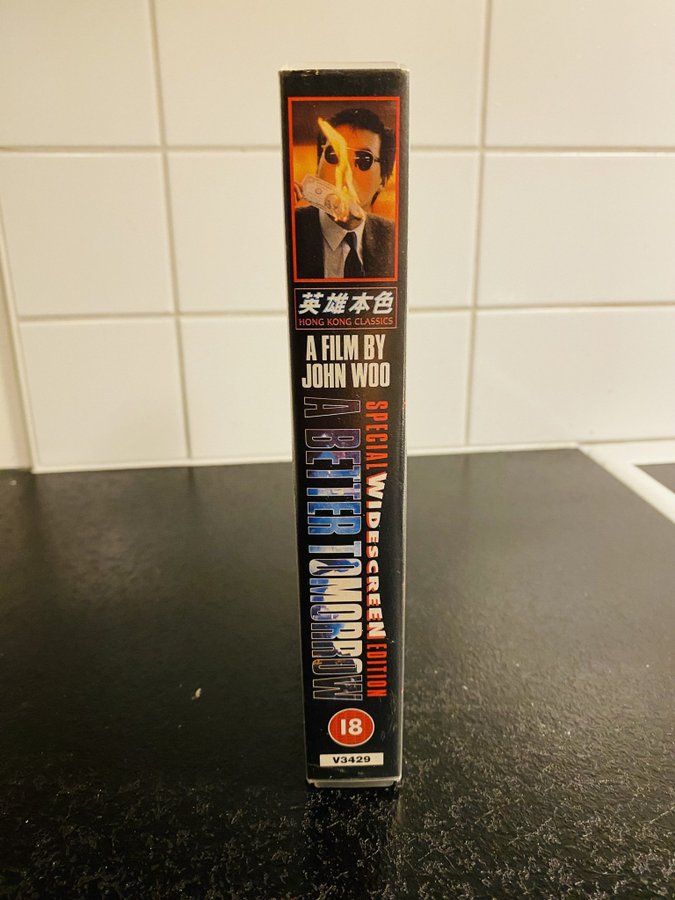 英雄本色
HONG KONG CLASSICS
A FILM BY
JOHN WOO
A BETTER TOMORROW
SPECIAL WIDESCREEN EDITION
18
V3429